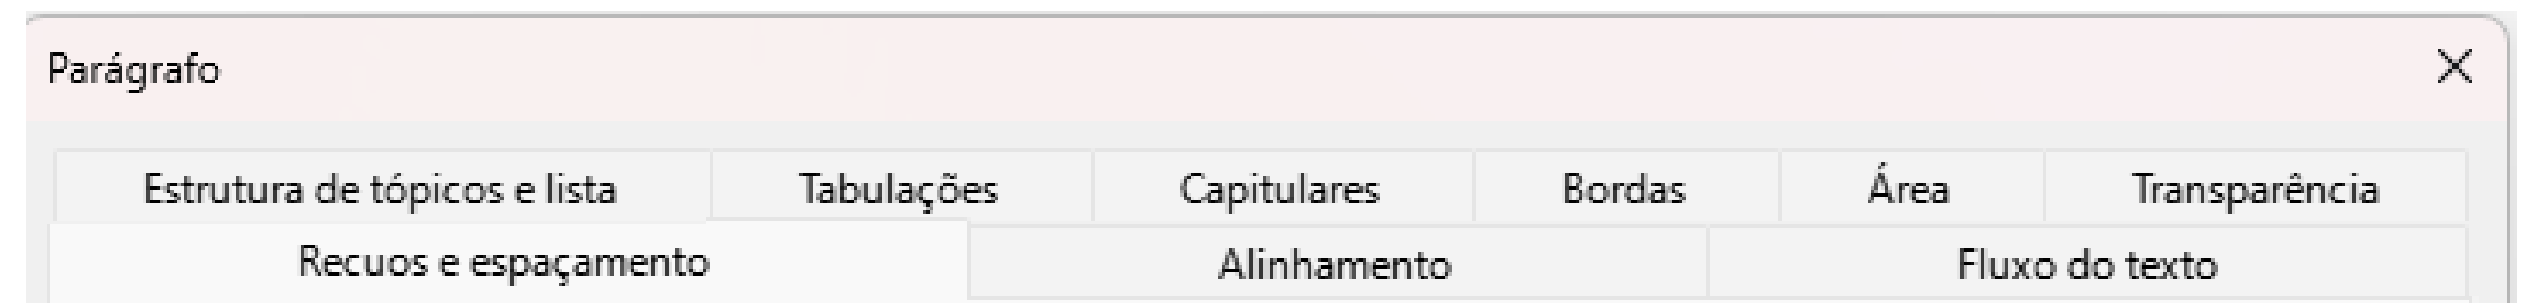 Parágrafo
Estrutura de tópicos e lista Tabulações Capitulares Bordas Área Transparência
Recuos e espaçamento Alinhamento Fluxo do texto